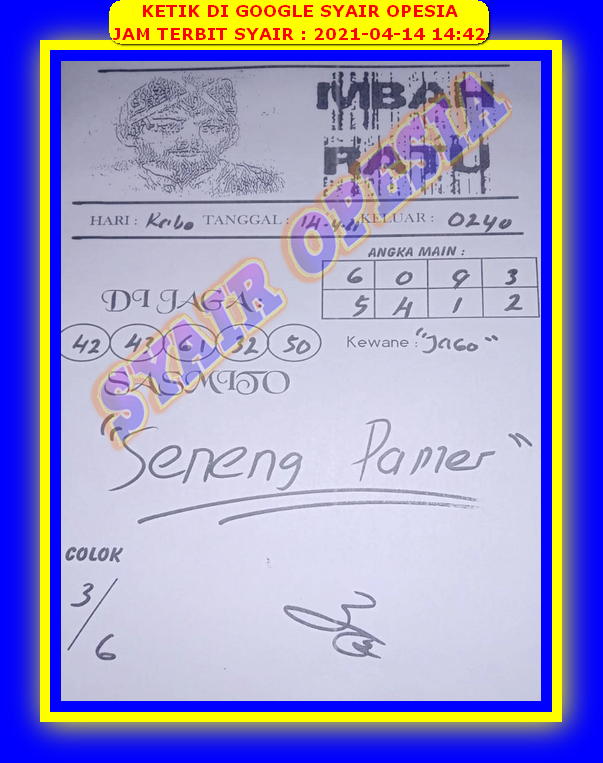 KETIK DI GOOGLE SYAIR OPESIA
JAM TERBIT SYAIR : 2021-04-14 14:42
MBAH
RATU
HARI : Rabo TANGGAL : 14-4-21 KELUAR : 0240
ANGKA MAIN :
6 0 9 3
5 4 1 2
DI JAGA :
42 43 61 32 50
Kewane : "JAGO"
SASMITO
"Seneng Pamer"
COLOK
3/6
SYAIR OPESIA